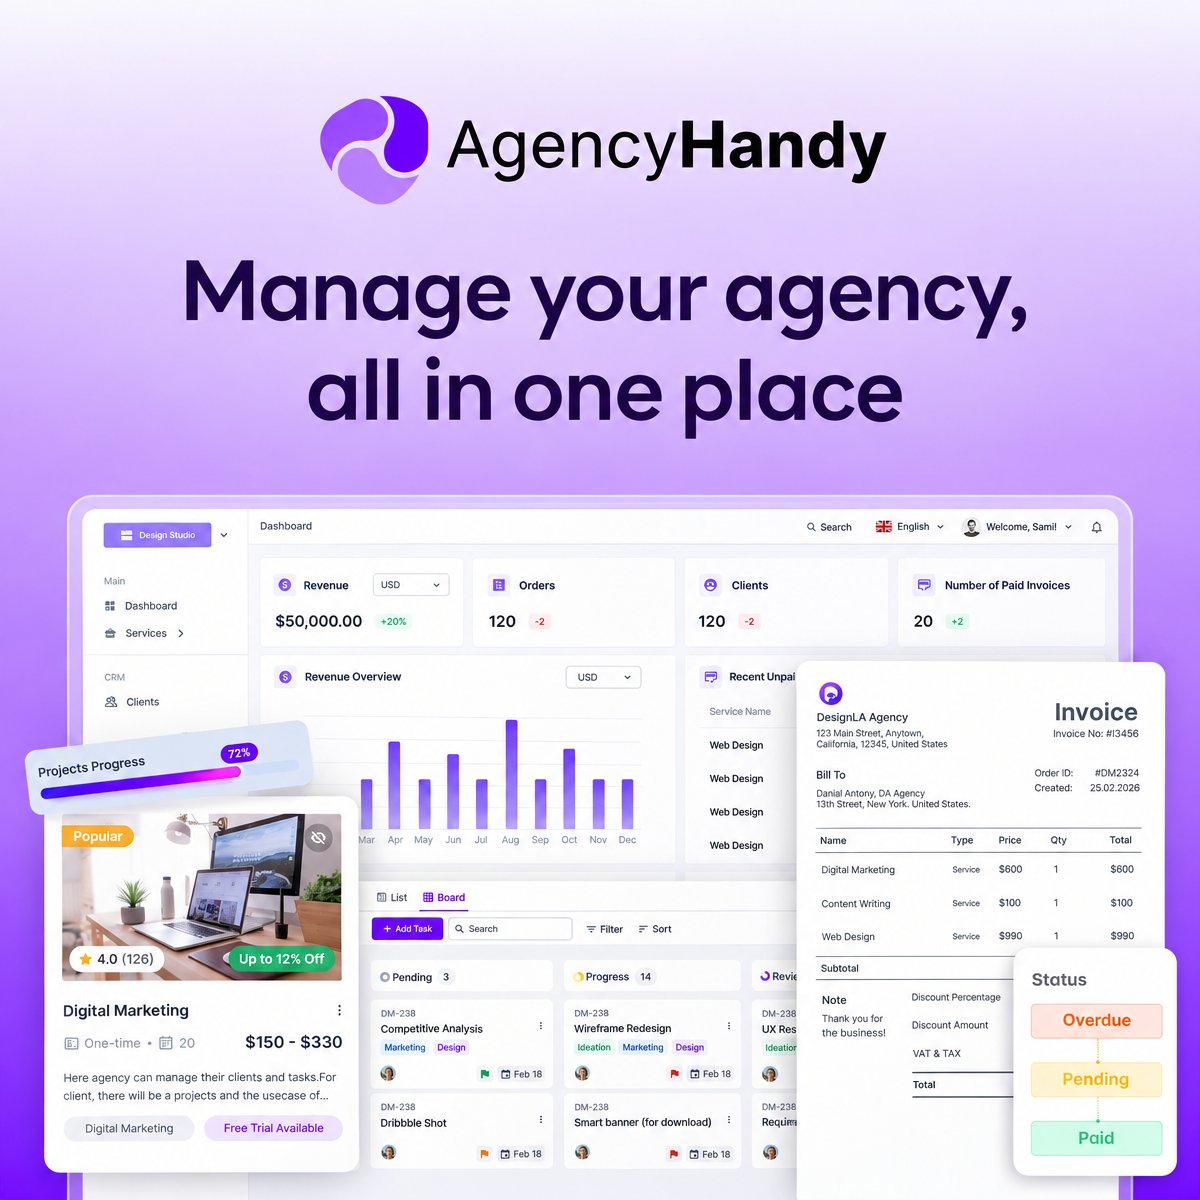 AgencyHandy
Manage your agency,
all in one place
Design Studio
Dashboard
Search
English
Welcome, Sami!
Main
Dashboard
Services
CRM
Clients
Revenue
USD
$50,000.00
+20%
Orders
120
-2
Clients
120
-2
Number of Paid Invoices
20
+2
Revenue Overview
USD
Mar Apr May Jun Jul Aug Sep Oct Nov Dec
Recent Unpai
Service Name
Web Design
Web Design
Web Design
Web Design
Projects Progress
72%
Popular
4.0 (126)
Up to 12% Off
Digital Marketing
One-time • 20
$150 - $330
Here agency can manage their clients and tasks.For
client, there will be a projects and the usecase of...
Digital Marketing
Free Trial Available
List
Board
+ Add Task
Search
Filter
Sort
Pending 3
DM-238
Competitive Analysis
Marketing Design
Feb 18
DM-238
Dribbble Shot
Feb 18
Progress 14
DM-238
Wireframe Redesign
Ideation Marketing Design
Feb 18
DM-238
Smart banner (for download)
Feb 18
Revie
DM-238
UX Res
Ideation
DM-238
Requirn
DesignLA Agency
123 Main Street, Anytown,
California, 12345, United States
Invoice
Invoice No: #I3456
Bill To
Danial Antony, DA Agency
13th Street, New York. United States.
Order ID: #DM2324
Created: 25.02.2026
Name Type Price Qty Total
Digital Marketing Service $600 1 $600
Content Writing Service $100 1 $100
Web Design Service $990 1 $990
Subtotal
Note
Thank you for
the business!
Discount Percentage
Discount Amount
VAT & TAX
Total
Status
Overdue
Pending
Paid